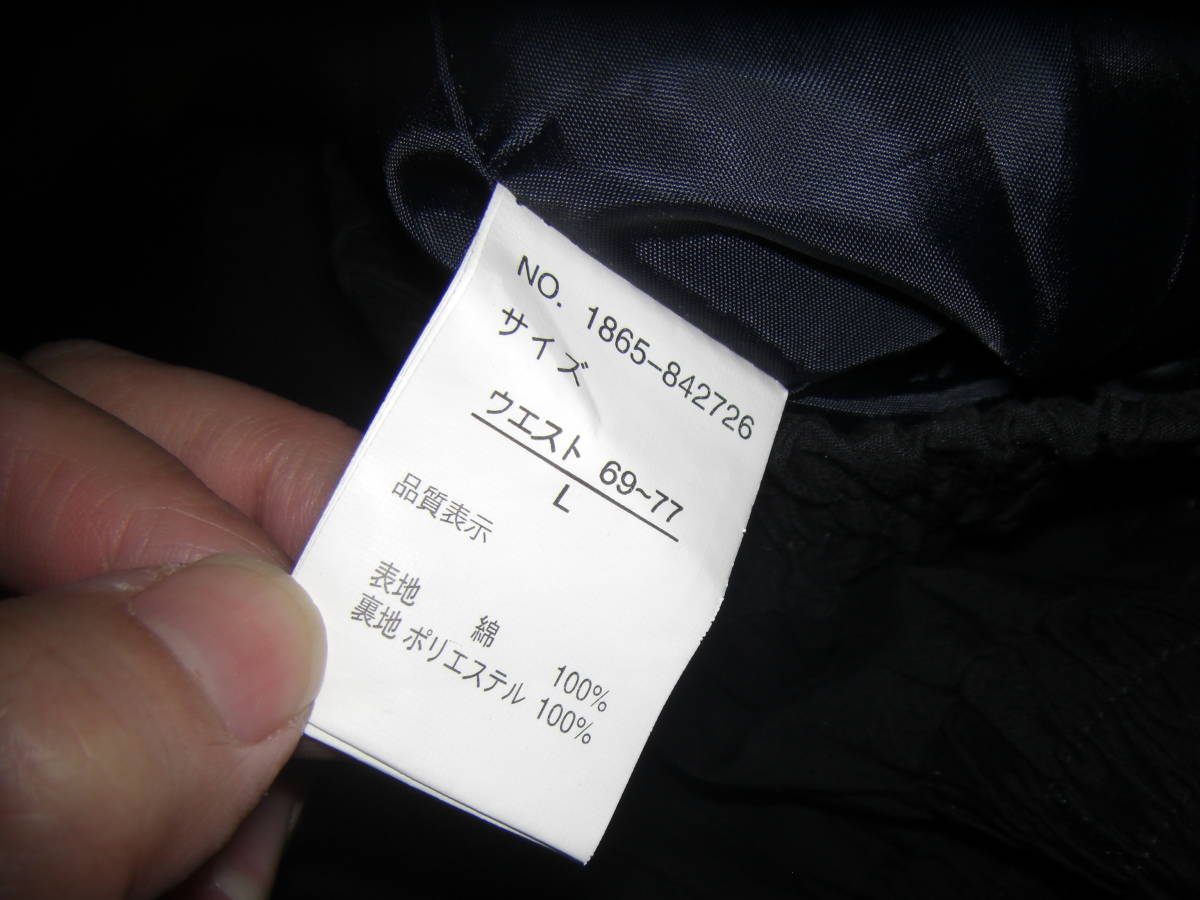 NO. 1865-842726
サイズ
ウエスト 69~77
L
品質表示
表地 綿 100%
裏地 ポリエステル 100%